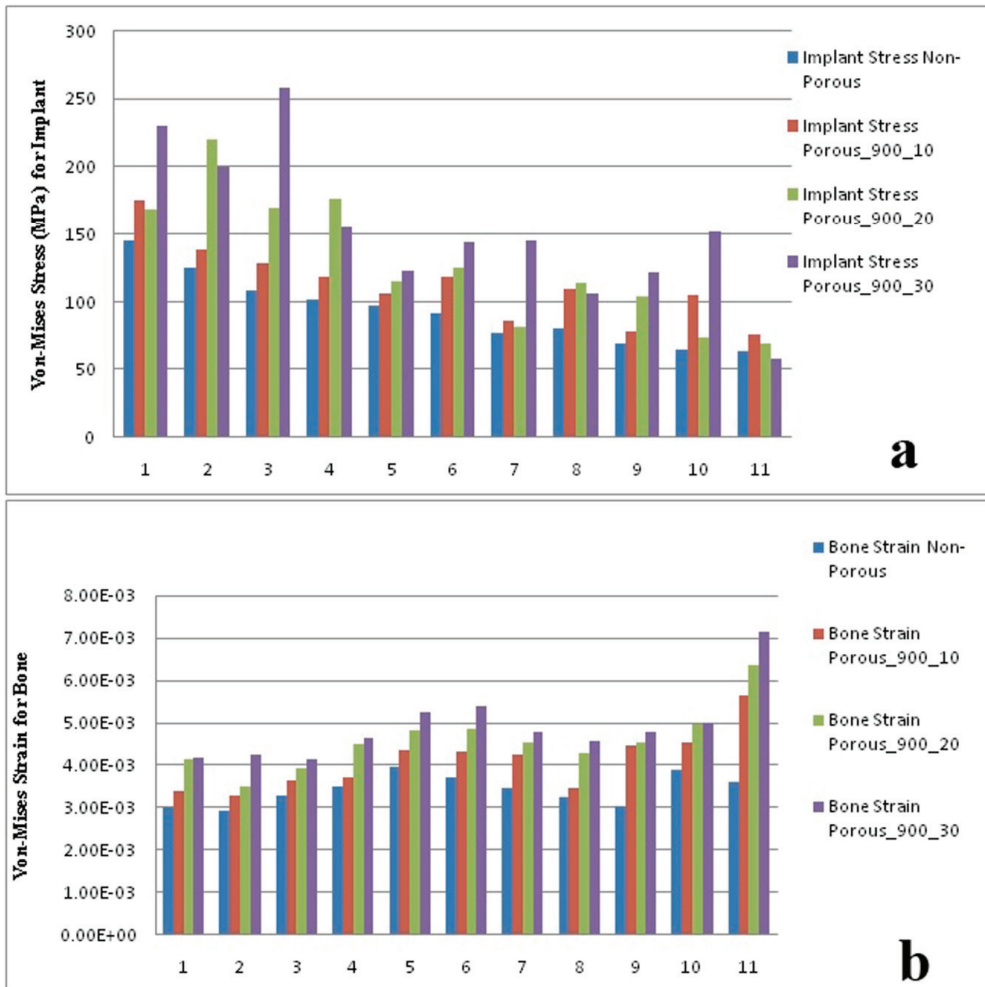 Von-Mises Stress (MPa) for Implant
300
250
200
150
100
50
0
1 2 3 4 5 6 7 8 9 10 11
Implant Stress Non-
Porous
Implant Stress
Porous_900_10
Implant Stress
Porous_900_20
Implant Stress
Porous_900_30
a
Von-Mises Strain for Bone
8.00E-03
7.00E-03
6.00E-03
5.00E-03
4.00E-03
3.00E-03
2.00E-03
1.00E-03
0.00E+00
1 2 3 4 5 6 7 8 9 10 11
Bone Strain Non-
Porous
Bone Strain
Porous_900_10
Bone Strain
Porous_900_20
Bone Strain
Porous_900_30
b